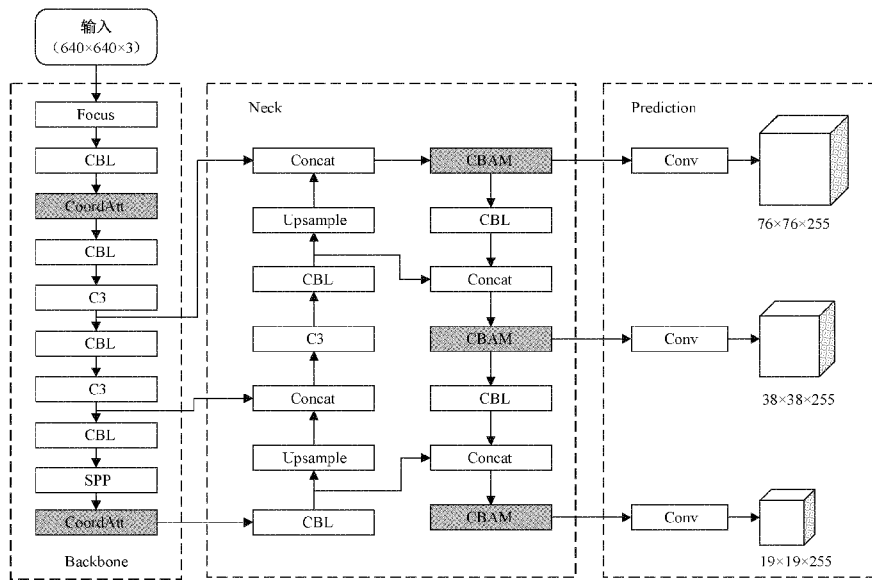 输入
（640×640×3）
Focus
CBL
CoordAtt
CBL
C3
CBL
C3
CBL
SPP
CoordAtt
Backbone
Neck
Concat
Upsample
CBL
C3
Concat
Upsample
CBL
CBAM
CBL
Concat
CBAM
CBL
Concat
CBAM
Prediction
Conv
76×76×255
Conv
38×38×255
Conv
19×19×255